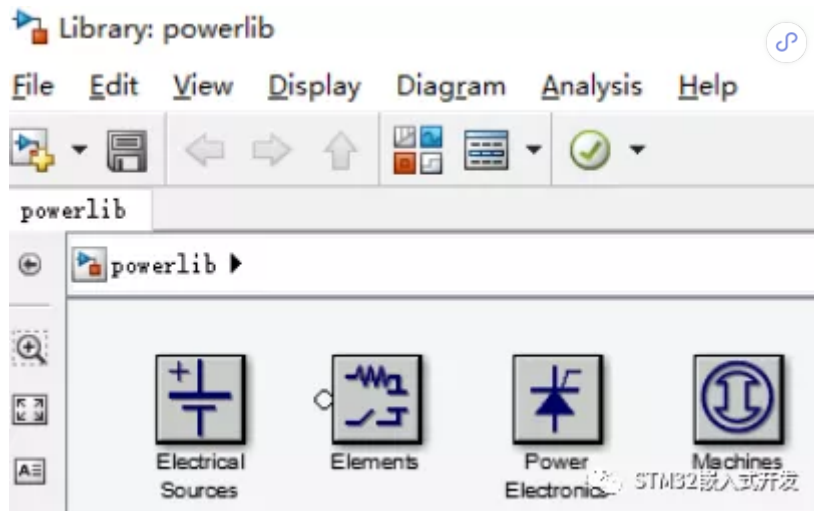 Library: powerlib
File Edit View Display Diagram Analysis Help
powerlib
powerlib
A
Electrical Sources
Elements
Power Electronics
Machines
STM32嵌入式开发